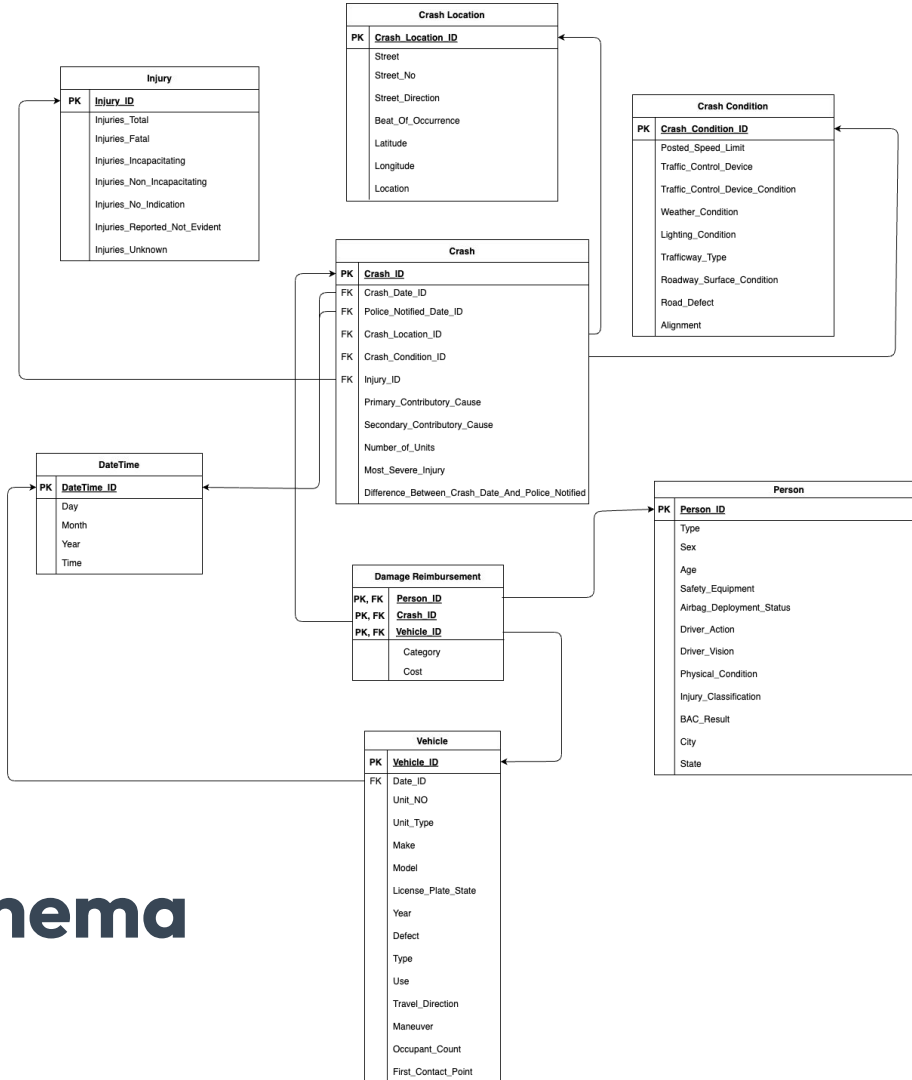 Crash Location
PK Crash_Location_ID
Street
Street_No
Street_Direction
Beat_Of_Occurrence
Latitude
Longitude
Location
Injury
PK Injury_ID
Injuries_Total
Injuries_Fatal
Injuries_Incapacitating
Injuries_Non_Incapacitating
Injuries_No_Indication
Injuries_Reported_Not_Evident
Injuries_Unknown
Crash Condition
PK Crash_Condition_ID
Posted_Speed_Limit
Traffic_Control_Device
Traffic_Control_Device_Condition
Weather_Condition
Lighting_Condition
Trafficway_Type
Roadway_Surface_Condition
Road_Defect
Alignment
Crash
PK Crash_ID
FK Crash_Date_ID
FK Police_Notified_Date_ID
FK Crash_Location_ID
FK Crash_Condition_ID
FK Injury_ID
Primary_Contributory_Cause
Secondary_Contributory_Cause
Number_of_Units
Most_Severe_Injury
Difference_Between_Crash_Date_And_Police_Notified
DateTime
PK DateTime_ID
Day
Month
Year
Time
Person
PK Person_ID
Type
Sex
Age
Safety_Equipment
Airbag_Deployment_Status
Driver_Action
Driver_Vision
Physical_Condition
Injury_Classification
BAC_Result
City
State
Damage Reimbursement
PK, FK Person_ID
PK, FK Crash_ID
PK, FK Vehicle_ID
Category
Cost
Vehicle
PK Vehicle_ID
FK Date_ID
Unit_NO
Unit_Type
Make
Model
License_Plate_State
Year
Defect
Type
Use
Travel_Direction
Maneuver
Occupant_Count
First_Contact_Point
hema